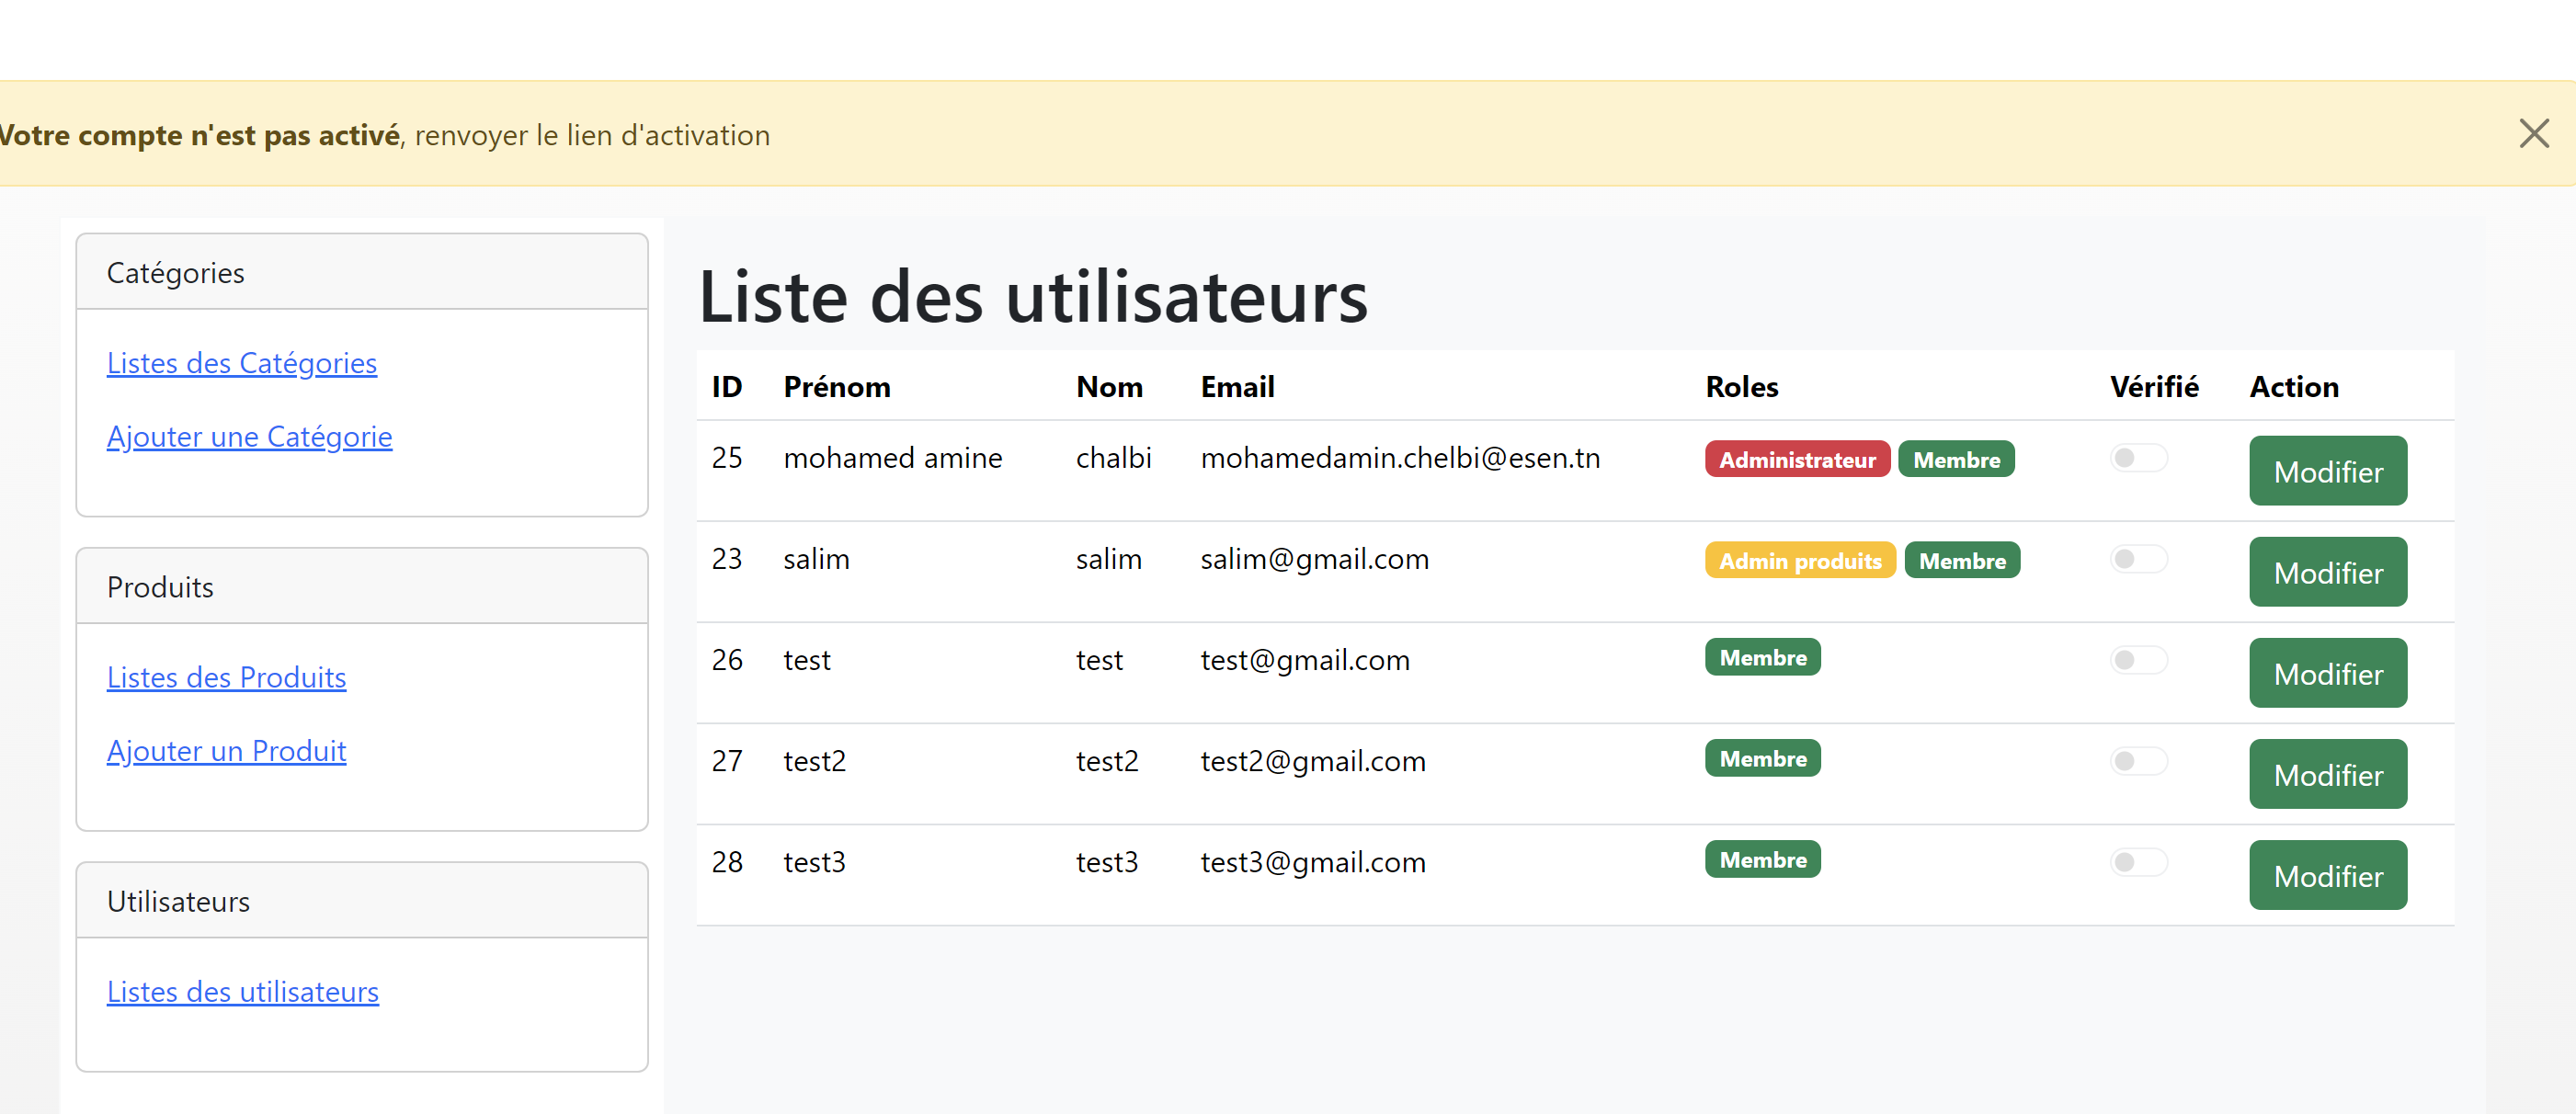 Votre compte n'est pas activé, renvoyer le lien d'activation
Catégories
Listes des Catégories
Ajouter une Catégorie
Produits
Listes des Produits
Ajouter un Produit
Utilisateurs
Listes des utilisateurs
Liste des utilisateurs
ID Prénom Nom Email Roles Vérifié Action
25 mohamed amine chalbi mohamedamin.chelbi@esen.tn Administrateur Membre Modifier
23 salim salim salim@gmail.com Admin produits Membre Modifier
26 test test test@gmail.com Membre Modifier
27 test2 test2 test2@gmail.com Membre Modifier
28 test3 test3 test3@gmail.com Membre Modifier